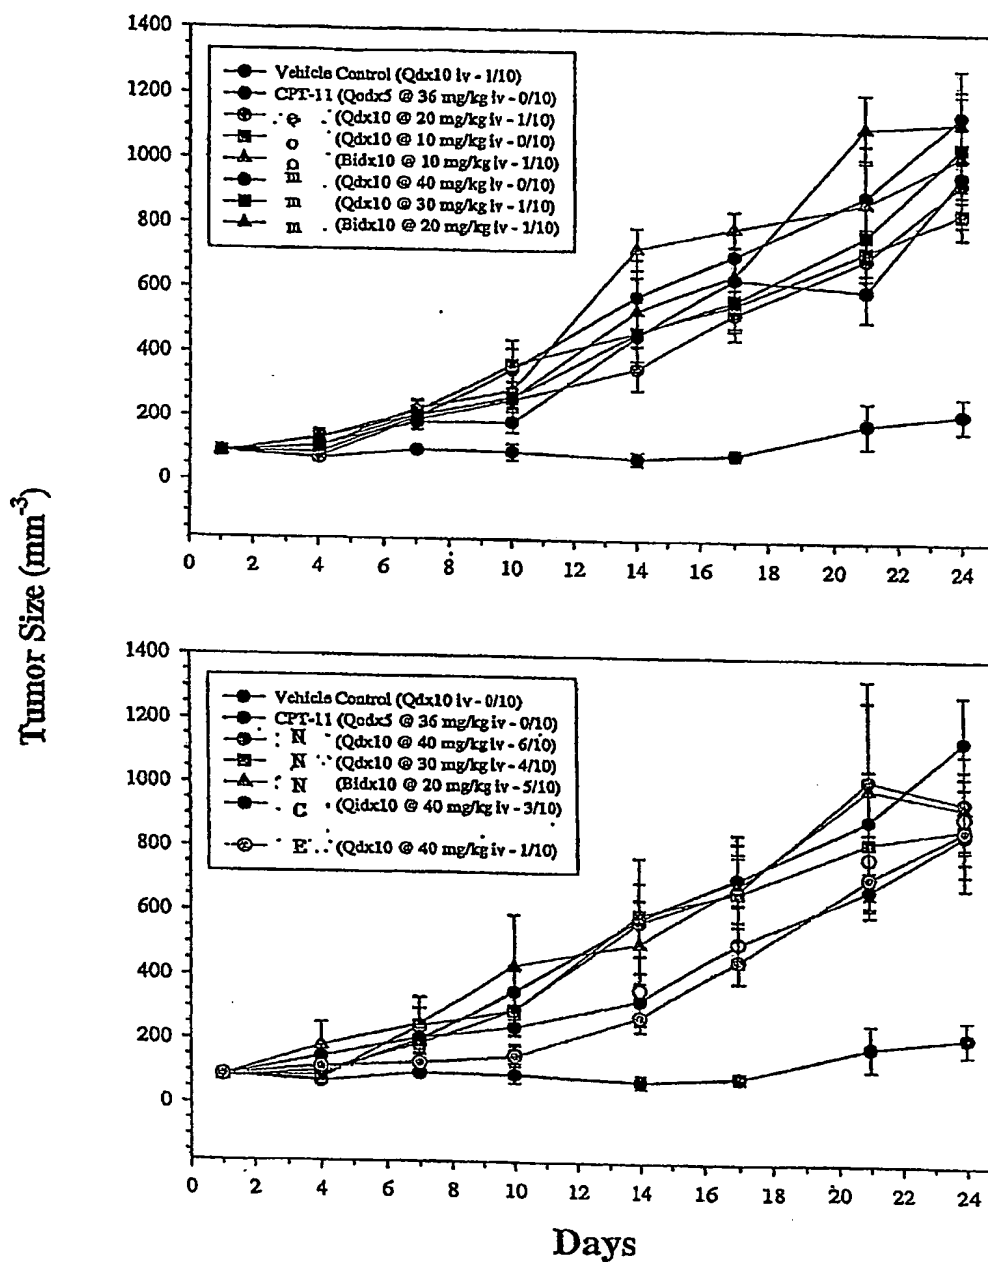 Tumor Size (mm-3)
1400
1200
1000
800
600
400
200
0
Vehicle Control (Qdx10 iv - 1/10)
CPT-11 (Qodx5 @ 36 mg/kg iv - 0/10)
e (Qdx10 @ 20 mg/kg iv - 1/10)
o (Qdx10 @ 10 mg/kg iv - 0/10)
o (Bidx10 @ 10 mg/kg iv - 1/10)
m (Qdx10 @ 40 mg/kg iv - 0/10)
m (Qdx10 @ 30 mg/kg iv - 1/10)
m (Bidx10 @ 20 mg/kg iv - 1/10)
0 2 4 6 8 10 12 14 16 18 20 22 24
1400
1200
1000
800
600
400
200
0
Vehicle Control (Qdx10 iv - 0/10)
CPT-11 (Qodx5 @ 36 mg/kg iv - 0/10)
N (Qdx10 @ 40 mg/kg iv - 6/10)
N (Qdx10 @ 30 mg/kg iv - 4/10)
N (Bidx10 @ 20 mg/kg iv - 5/10)
C (Qidx10 @ 40 mg/kg iv - 3/10)
E (Qdx10 @ 40 mg/kg iv - 1/10)
0 2 4 6 8 10 12 14 16 18 20 22 24
Days